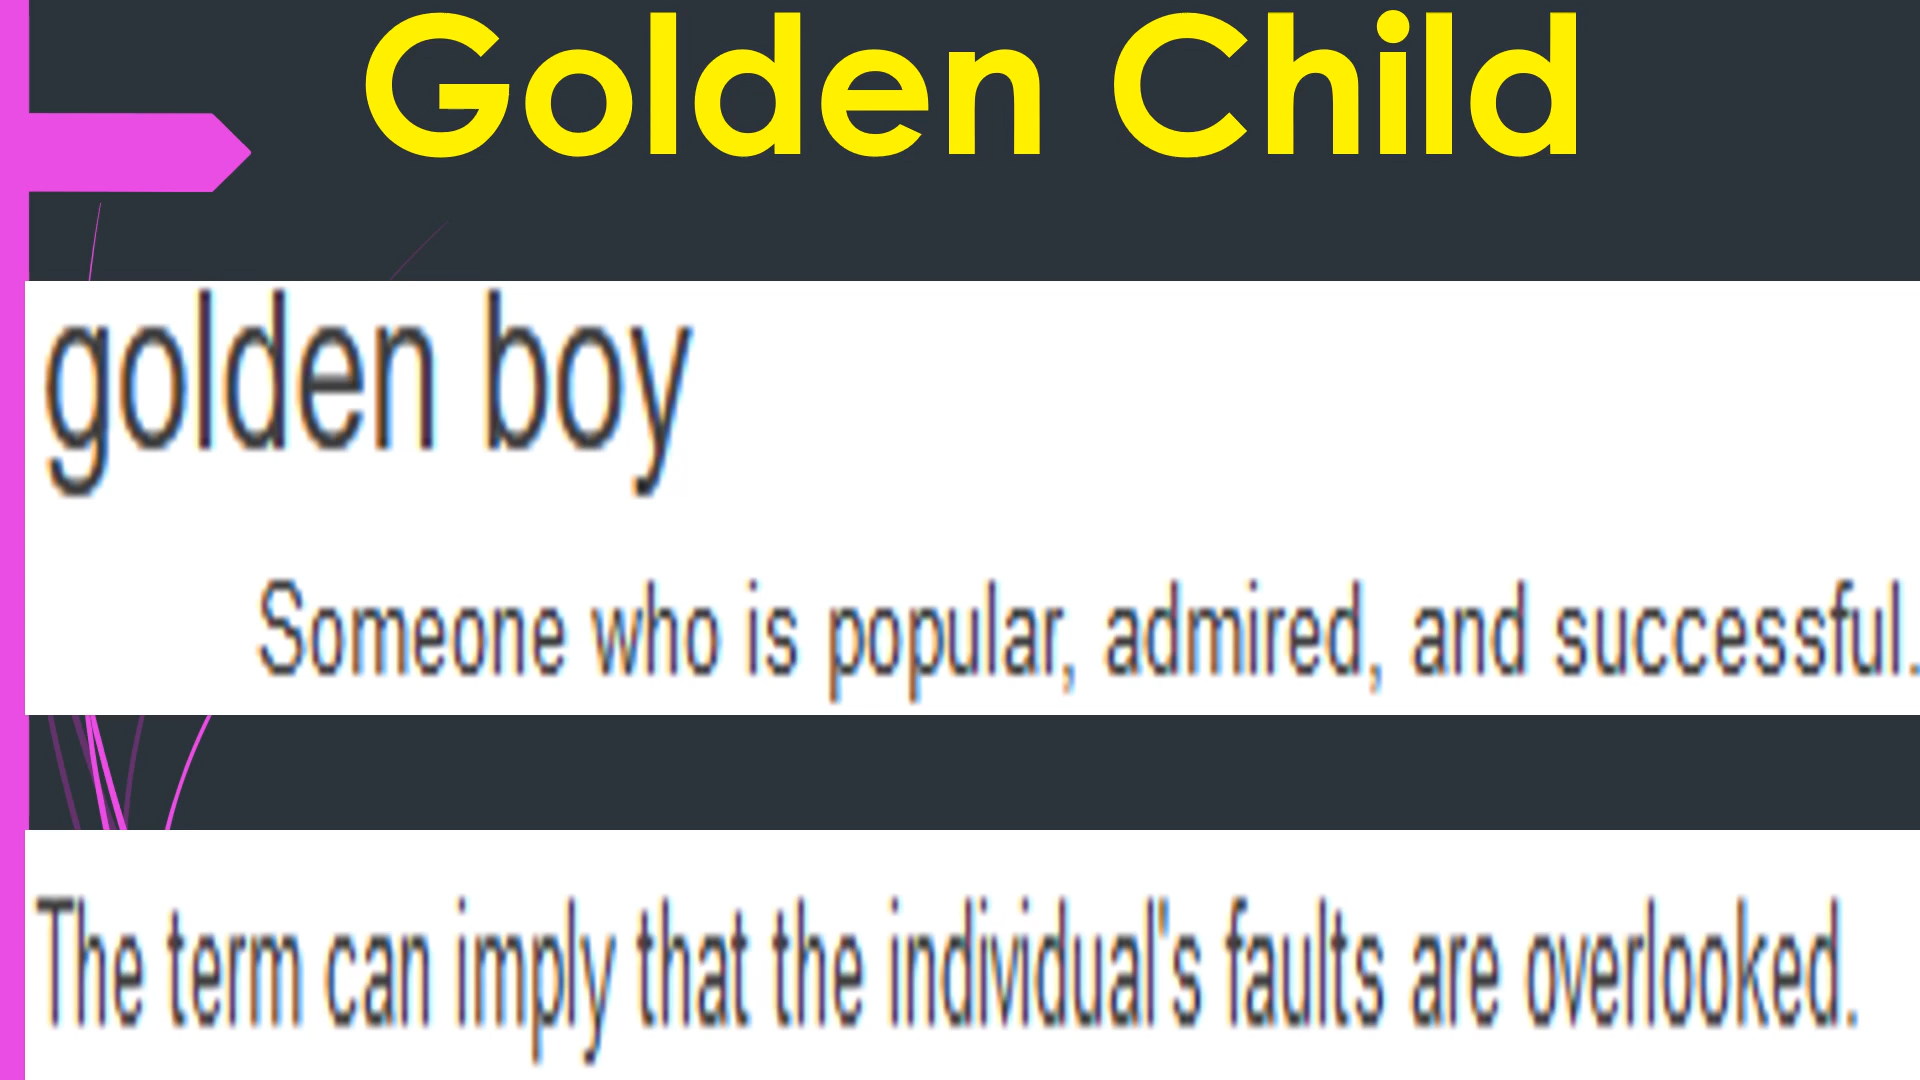 Golden Child
golden boy
Someone who is popular, admired, and successful.
The term can imply that the individual's faults are overlooked.